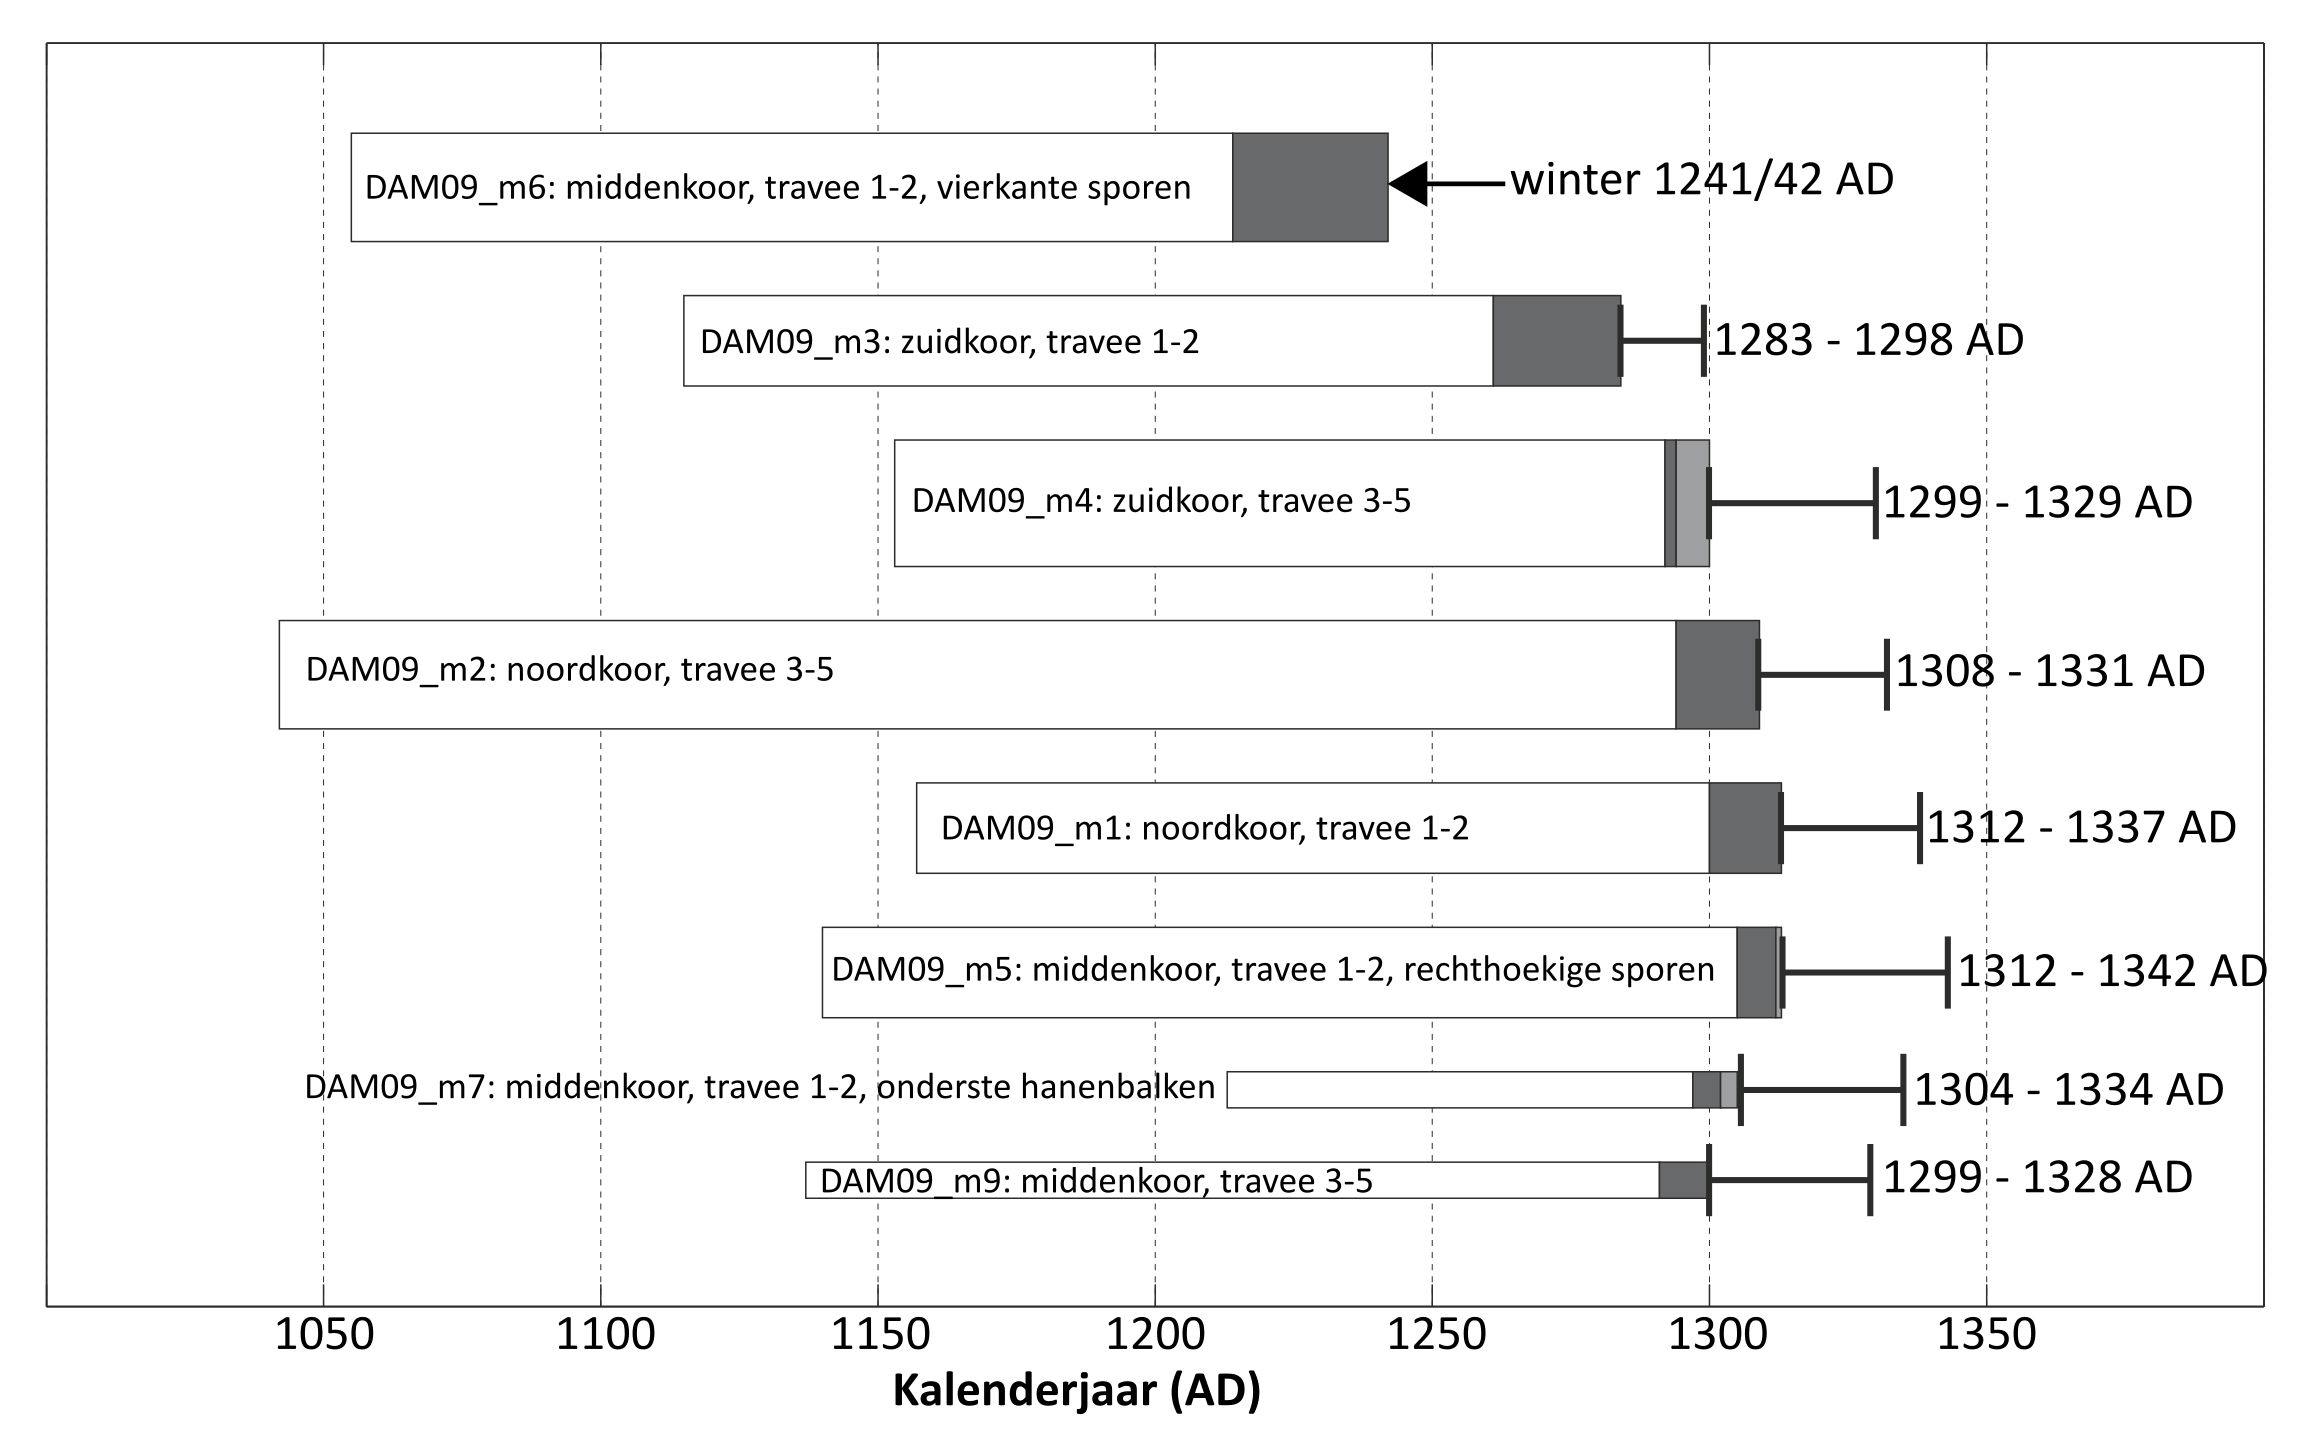 DAM09_m6: middenkoor, travee 1-2, vierkante sporen
winter 1241/42 AD
DAM09_m3: zuidkoor, travee 1-2
1283 - 1298 AD
DAM09_m4: zuidkoor, travee 3-5
1299 - 1329 AD
DAM09_m2: noordkoor, travee 3-5
1308 - 1331 AD
DAM09_m1: noordkoor, travee 1-2
1312 - 1337 AD
DAM09_m5: middenkoor, travee 1-2, rechthoekige sporen
1312 - 1342 AD
DAM09_m7: middenkoor, travee 1-2, onderste hanenbalken
1304 - 1334 AD
DAM09_m9: middenkoor, travee 3-5
1299 - 1328 AD
1050 1100 1150 1200 1250 1300 1350
Kalenderjaar (AD)